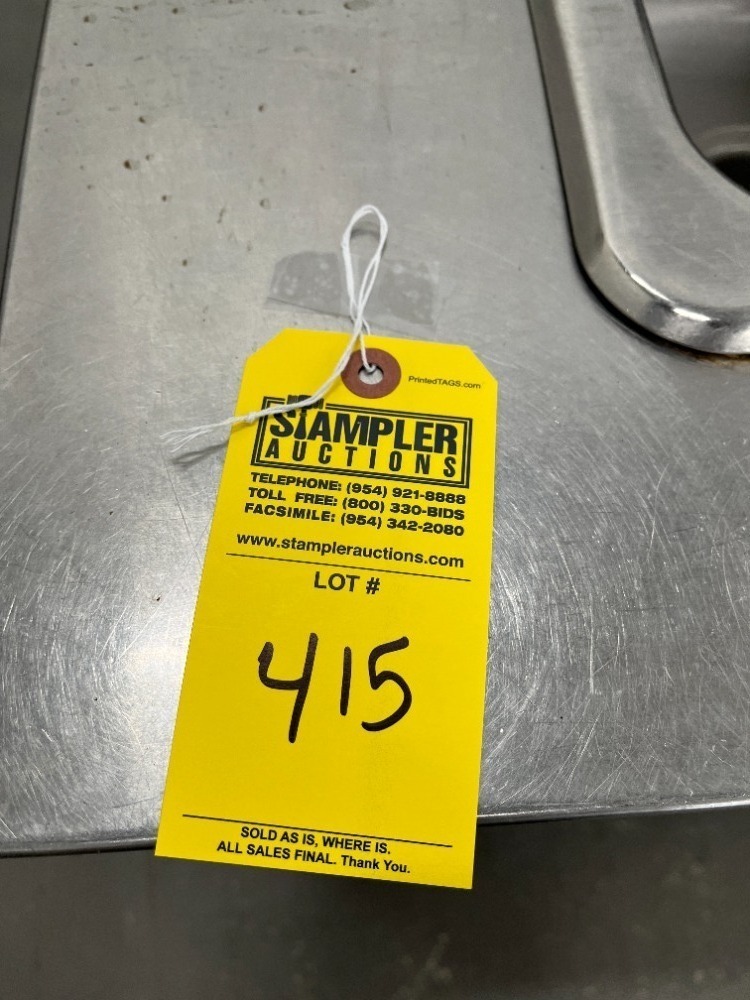 PrintedTAGS.com
STAMPLER
AUCTIONS
TELEPHONE: (954) 921-8888
TOLL FREE: (800) 330-BIDS
FACSIMILE: (954) 342-2080
www.stamplerauctions.com
LOT #
415
SOLD AS IS, WHERE IS.
ALL SALES FINAL. Thank You.